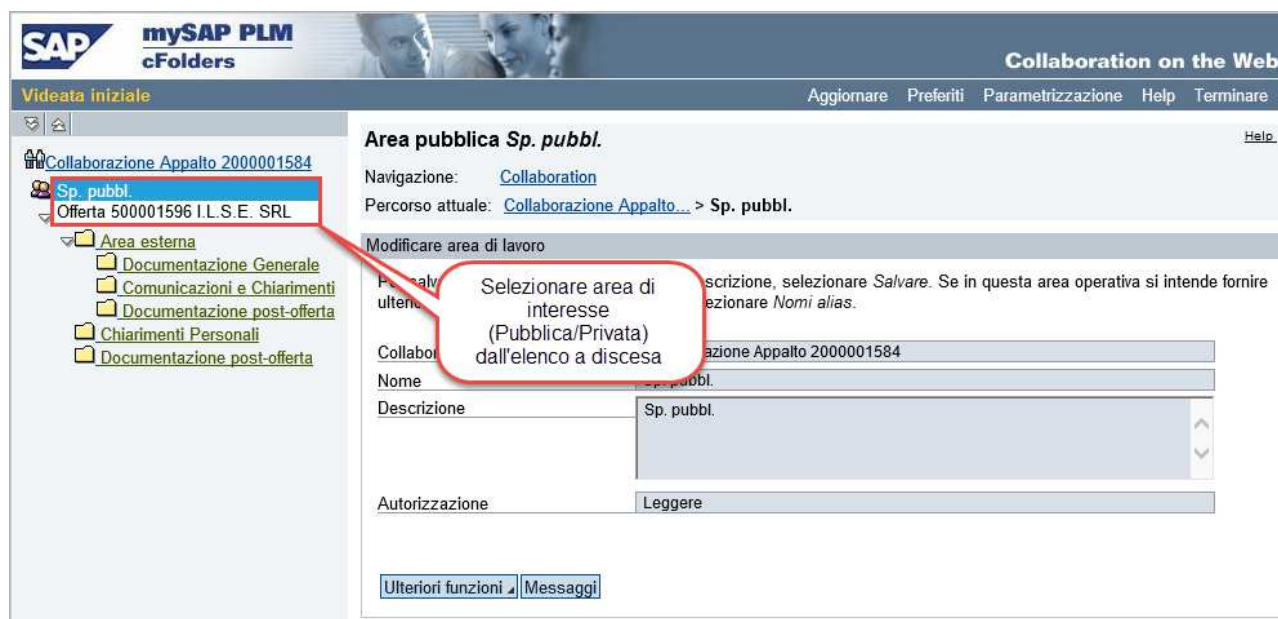 SAP
mySAP PLM
cFolders
Collaboration on the Web
Videata iniziale
Aggiornare Preferiti Parametrizzazione Help Terminare
Collaborazione Appalto 2000001584
Sp. pubbl.
Offerta 500001596 I.L.S.E. SRL
Area esterna
Documentazione Generale
Comunicazioni e Chiarimenti
Documentazione post-offerta
Chiarimenti Personali
Documentazione post-offerta
Area pubblica Sp. pubbl.
Help
Navigazione: Collaboration
Percorso attuale: Collaborazione Appalto... > Sp. pubbl.
Modificare area di lavoro
scrizione, selezionare Salvare. Se in questa area operativa si intende fornire
ezionare Nomi alias.
Selezionare area di
interesse
(Pubblica/Privata)
dall'elenco a discesa
Collabor azione Appalto 2000001584
Nome Sp. pubbl.
Descrizione Sp. pubbl.
Autorizzazione Leggere
Ulteriori funzioni Messaggi